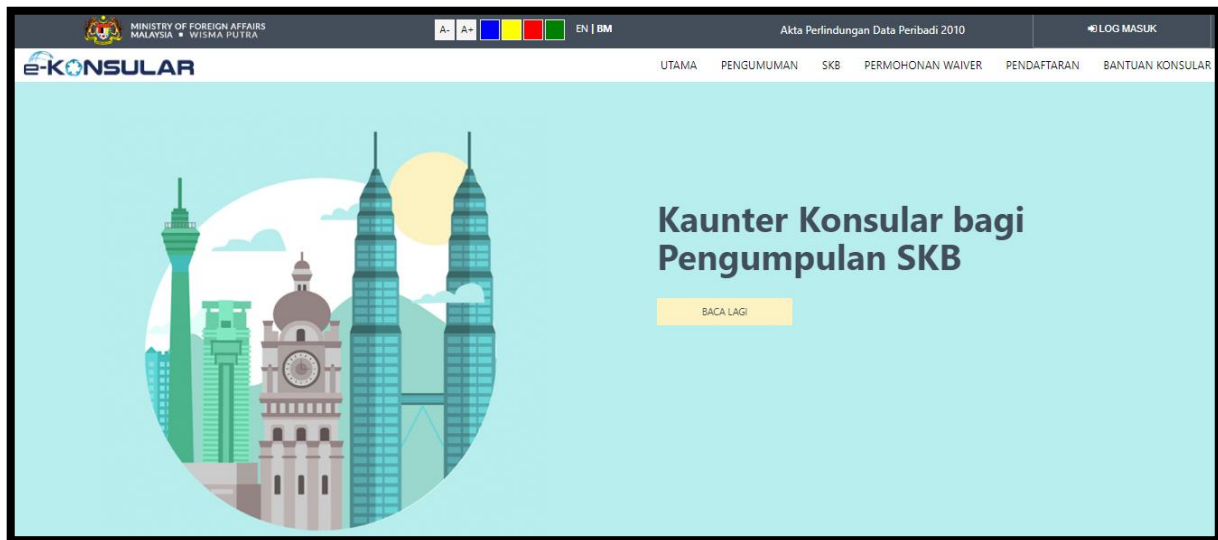 MINISTRY OF FOREIGN AFFAIRS
MALAYSIA ▪ WISMA PUTRA
A- A+ EN | BM
Akta Perlindungan Data Peribadi 2010
LOG MASUK
e-KONSULAR
UTAMA PENGUMUMAN SKB PERMOHONAN WAIVER PENDAFTARAN BANTUAN KONSULAR
Kaunter Konsular bagi
Pengumpulan SKB
BACA LAGI